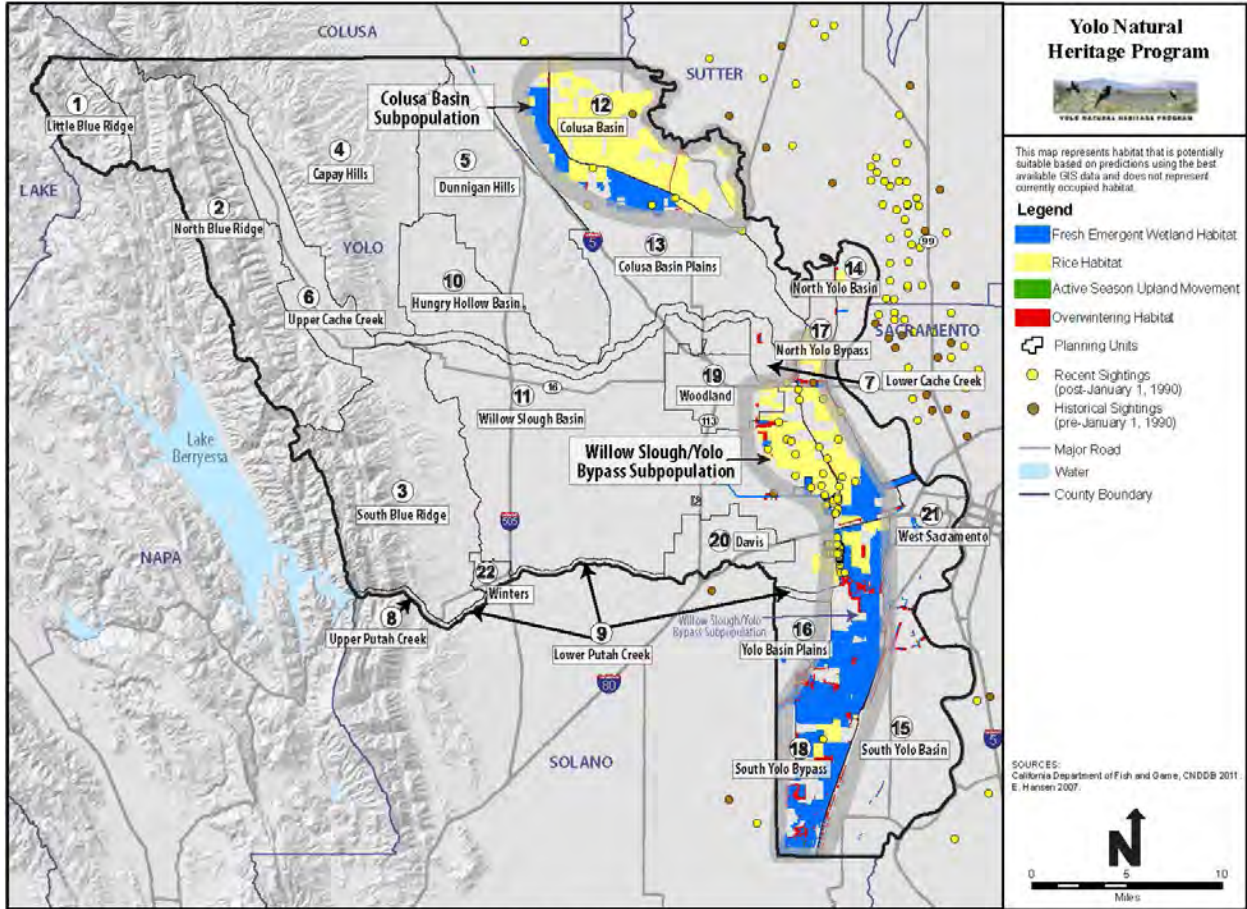 COLUSA
SUTTER
LAKE
YOLO
NAPA
SOLANO
SACRAMENTO
Colusa Basin
Subpopulation
Willow Slough/Yolo
Bypass Subpopulation
Willow Slough/Yolo
Bypass Subpopulation
1
Little Blue Ridge
2
North Blue Ridge
3
South Blue Ridge
4
Capay Hills
5
Dunnigan Hills
6
Upper Cache Creek
7
Lower Cache Creek
8
Upper Putah Creek
9
Lower Putah Creek
10
Hungry Hollow Basin
11
Willow Slough Basin
12
Colusa Basin
13
Colusa Basin Plains
14
North Yolo Basin
15
South Yolo Basin
16
Yolo Basin Plains
17
North Yolo Bypass
18
South Yolo Bypass
19
Woodland
20
Davis
21
West Sacramento
22
Winters
Lake
Berryessa
5
16
113
505
80
99
5
Yolo Natural
Heritage Program
YOLO NATURAL HERITAGE PROGRAM
This map represents habitat that is potentially
suitable based on predictions using the best
available GIS data and does not represent
currently occupied habitat.
Legend
Fresh Emergent Wetland Habitat
Rice Habitat
Active Season Upland Movement
Overwintering Habitat
Planning Units
Recent Sightings
(post-January 1, 1990)
Historical Sightings
(pre-January 1, 1990)
Major Road
Water
County Boundary
SOURCES:
California Department of Fish and Game, CNDDB 2011.
E. Hansen 2007.
N
0 5 10
Miles